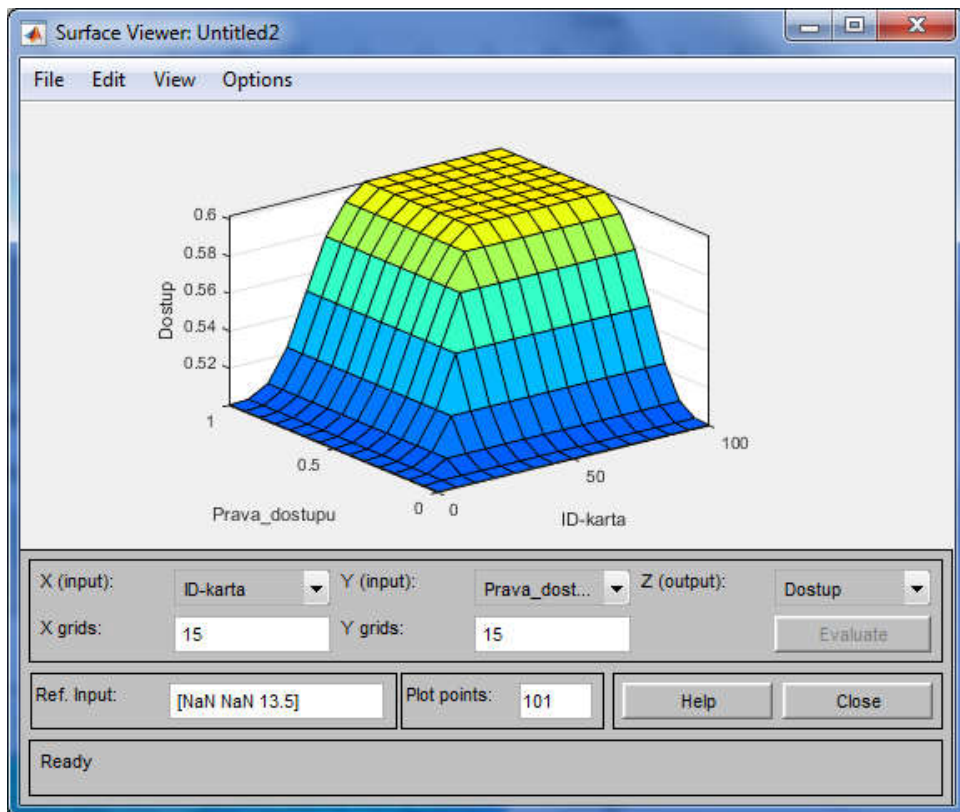 Surface Viewer: Untitled2
File Edit View Options
0.6
0.58
0.56
0.54
0.52
Dostup
1
0.5
0
Prava_dostupu
0
50
100
ID-karta
X (input): ID-karta Y (input): Prava_dost... Z (output): Dostup
X grids: 15 Y grids: 15 Evaluate
Ref. Input: [NaN NaN 13.5] Plot points: 101 Help Close
Ready